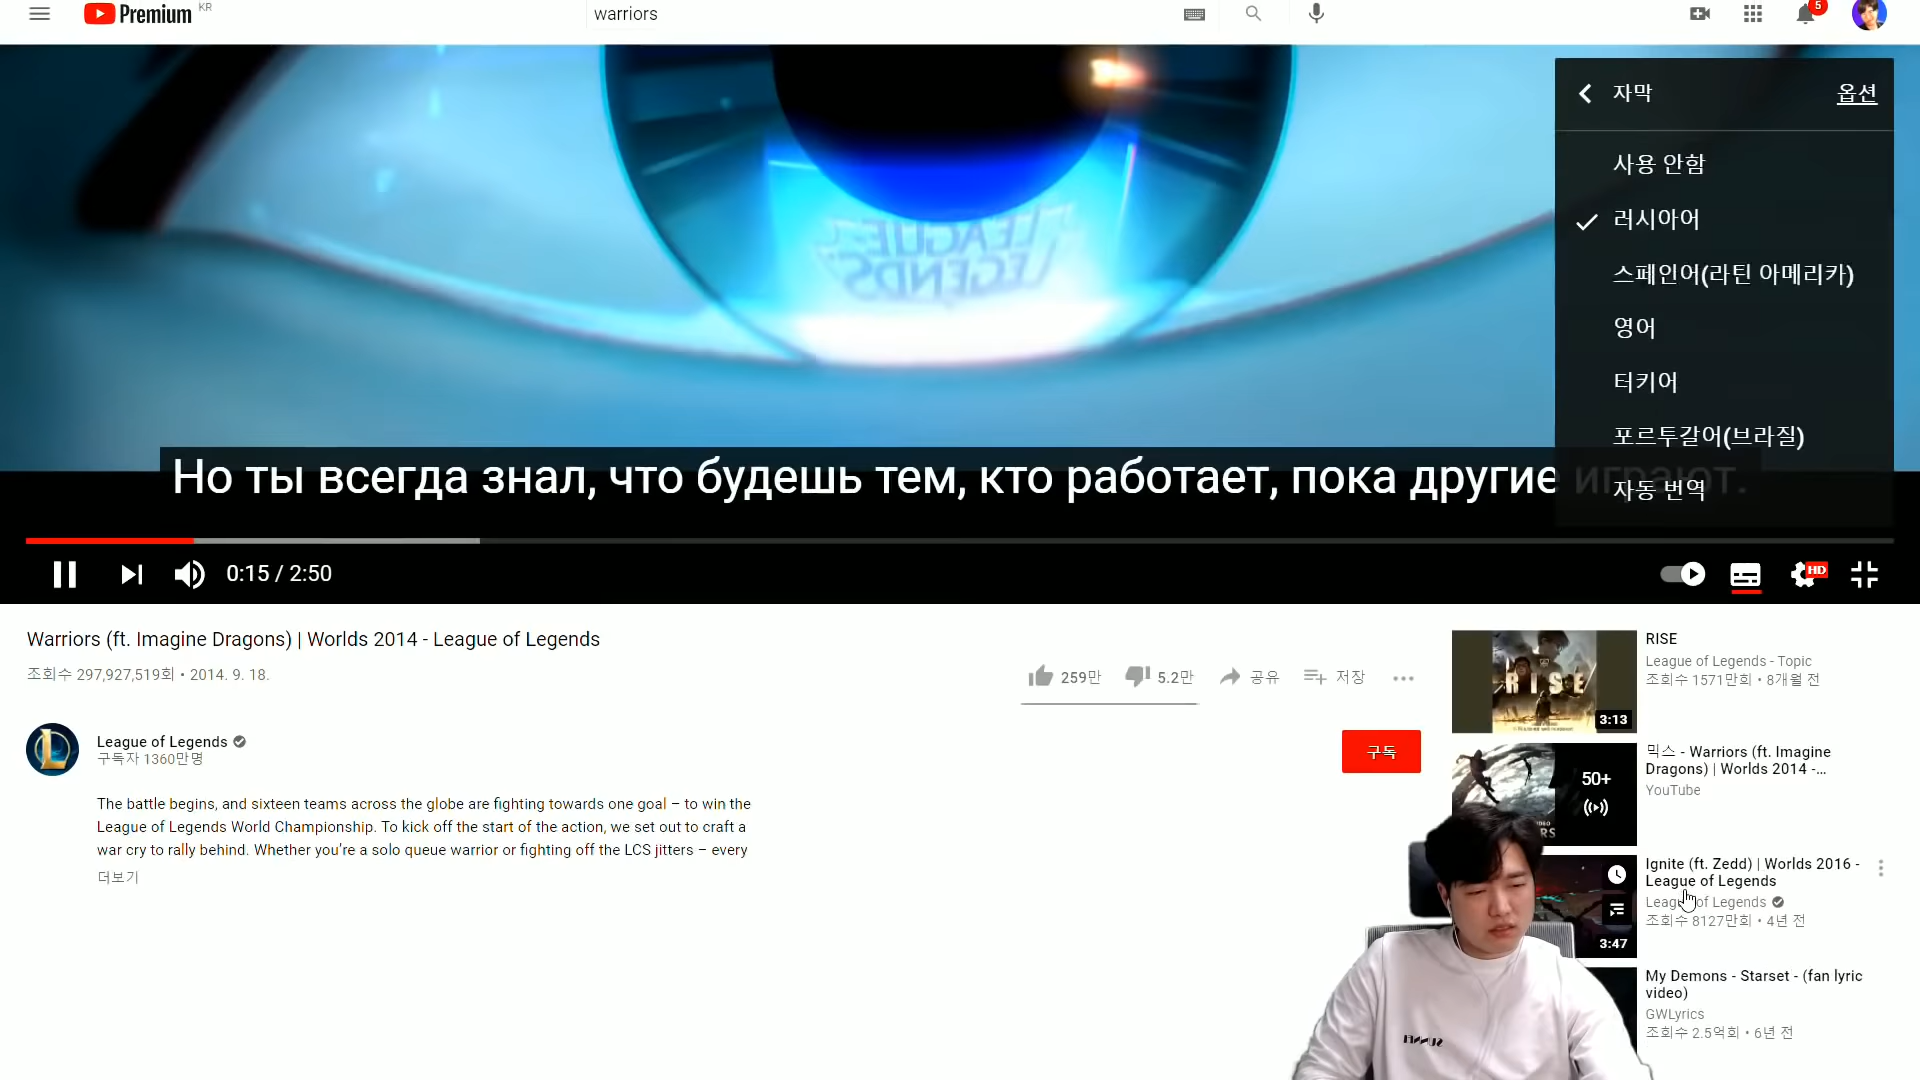 Premium KR
warriors
5
자막
옵션
사용 안함
러시아어
스페인어(라틴 아메리카)
영어
터키어
포르투갈어(브라질)
자동 번역
LEAGUE
LEGENDS
Но ты всегда знал, что будешь тем, кто работает, пока другие играют.
0:15 / 2:50
HD
Warriors (ft. Imagine Dragons) | Worlds 2014 - League of Legends
조회수 297,927,519회 • 2014. 9. 18.
259만
5.2만
공유
저장
League of Legends
구독자 1360만명
구독
The battle begins, and sixteen teams across the globe are fighting towards one goal – to win the
League of Legends World Championship. To kick off the start of the action, we set out to craft a
war cry to rally behind. Whether you're a solo queue warrior or fighting off the LCS jitters – every
더보기
RISE
3:13
RISE
League of Legends - Topic
조회수 1571만회 • 8개월 전
50+
믹스 - Warriors (ft. Imagine
Dragons) | Worlds 2014 -...
YouTube
3:47
Ignite (ft. Zedd) | Worlds 2016 -
League of Legends
League of Legends
조회수 8127만회 • 4년 전
My Demons - Starset - (fan lyric
video)
GWLyrics
조회수 2.5억회 • 6년 전